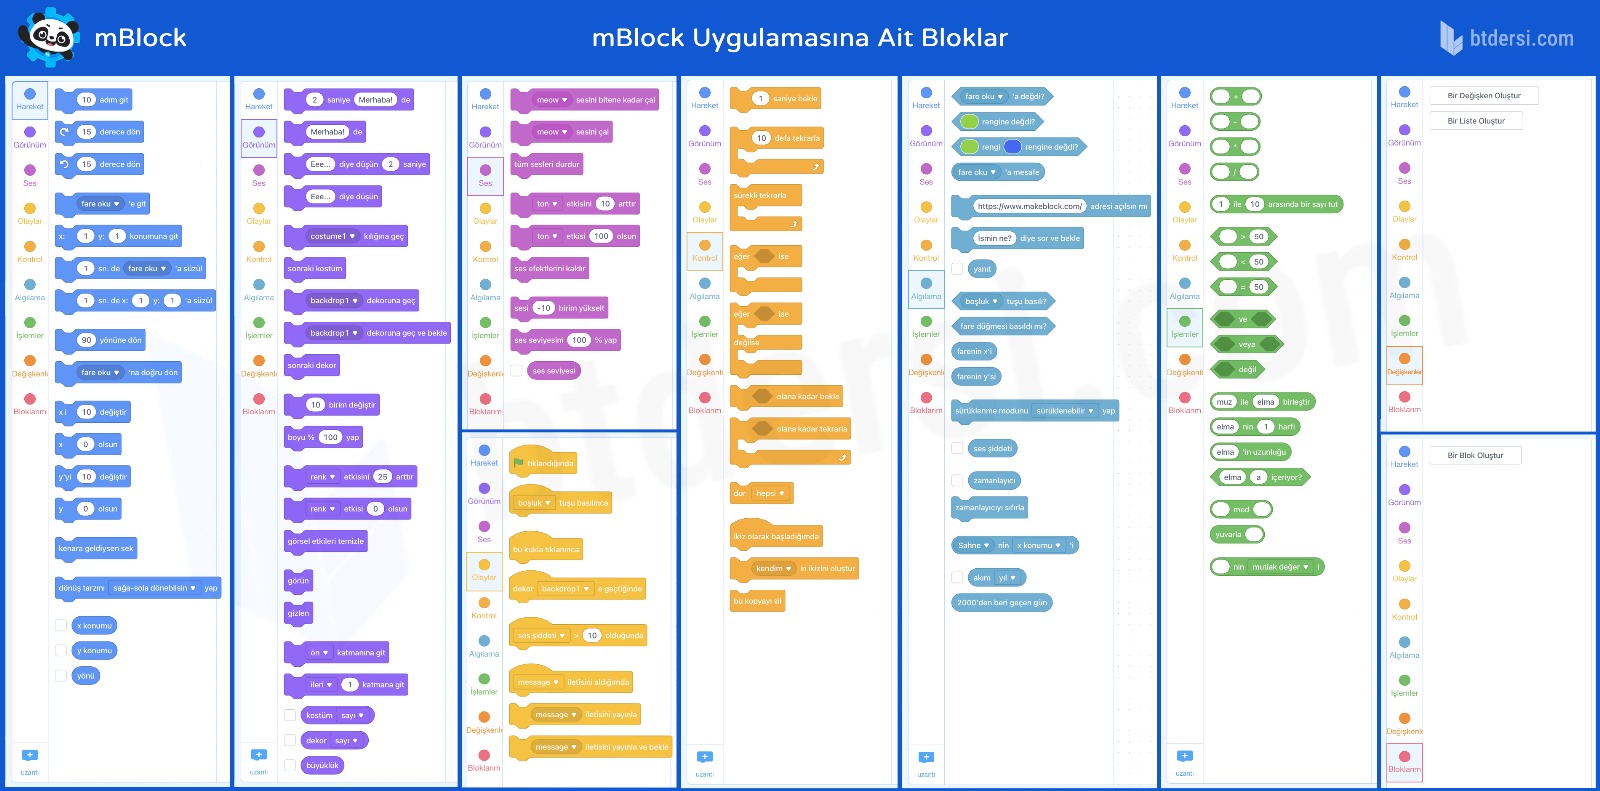 mBlock
mBlock Uygulamasına Ait Bloklar
btdersi.com
Hareket
Görünüm
Ses
Olaylar
Kontrol
Algılama
İşlemler
Değişkenle
Bloklarım
uzantı
10 adım git
15 derece dön
15 derece dön
fare oku 'e git
x: 1 y: 1 konumuna git
1 sn. de fare oku 'a süzül
1 sn. de x: 1 y: 1 'a süzül
90 yönüne dön
fare oku 'na doğru dön
x i 10 değiştir
x 0 olsun
y'yi 10 değiştir
y 0 olsun
kenara geldiysen sek
dönüş tarzını sağa-sola dönebilsin yap
x konumu
y konumu
yönü
Hareket
Görünüm
Ses
Olaylar
Kontrol
Algılama
İşlemler
Değişkenle
Bloklarım
uzantı
2 saniye Merhaba! de
Merhaba! de
Eee... diye düşün 2 saniye
Eee... diye düşün
costume1 kılığına geç
sonraki kostüm
backdrop1 dekoruna geç
backdrop1 dekoruna geç ve bekle
sonraki dekor
10 birim değiştir
boyu % 100 yap
renk etkisini 25 arttır
renk etkisi 0 olsun
görsel etkileri temizle
görün
gizlen
ön katmanına git
ileri 1 katmana git
kostüm sayı
dekor sayı
büyüklük
Hareket
Görünüm
Ses
Olaylar
Kontrol
Algılama
İşlemler
Değişkenle
Bloklarım
meow sesini bitene kadar çal
meow sesini çal
tüm sesleri durdur
ton etkisini 10 arttır
ton etkisi 100 olsun
ses efektlerini kaldır
sesi -10 birim yükselt
ses seviyesini 100 % yap
ses seviyesi
Hareket
Görünüm
Ses
Olaylar
Kontrol
Algılama
İşlemler
Değişkenle
Bloklarım
tıklandığında
boşluk tuşu basılınca
bu kukla tıklanınca
dekor backdrop1 e geçtiğinde
ses şiddeti > 10 olduğunda
message iletisini aldığımda
message iletisini yayınla
message iletisini yayınla ve bekle
Hareket
Görünüm
Ses
Olaylar
Kontrol
Algılama
İşlemler
Değişkenle
Bloklarım
uzantı
1 saniye bekle
10 defa tekrarla
sürekli tekrarla
eğer ise
eğer ise
değilse
olana kadar bekle
olana kadar tekrarla
dur hepsi
ikiz olarak başladığımda
kendim in ikizini oluştur
bu kopyayı sil
Hareket
Görünüm
Ses
Olaylar
Kontrol
Algılama
İşlemler
Değişkenle
Bloklarım
uzantı
fare oku 'a değdi?
rengine değdi?
rengi rengine değdi?
fare oku 'a mesafe
https://www.makeblock.com/ adresi açılsın mı
İsmin ne? diye sor ve bekle
yanıt
boşluk tuşu basılı?
fare düğmesi basıldı mı?
farenin x'i
farenin y'si
sürüklenme modunu sürüklenebilir yap
ses şiddeti
zamanlayıcı
zamanlayıcıyı sıfırla
Sahne nin x konumu 'i
akım yıl
2000'den beri geçen gün
Hareket
Görünüm
Ses
Olaylar
Kontrol
Algılama
İşlemler
Değişkenle
Bloklarım
uzantı
+
-
*
/
1 ile 10 arasında bir sayı tut
> 50
< 50
= 50
ve
veya
değil
muz ile elma birleştir
elma nin 1 harfi
elma 'in uzunluğu
elma a içeriyor?
mod
yuvarla
nin mutlak değer i
Hareket
Görünüm
Ses
Olaylar
Kontrol
Algılama
İşlemler
Değişkenler
Bloklarım
Bir Değişken Oluştur
Bir Liste Oluştur
Hareket
Görünüm
Ses
Olaylar
Kontrol
Algılama
İşlemler
Değişkenle
Bloklarım
Bir Blok Oluştur
btdersi.com